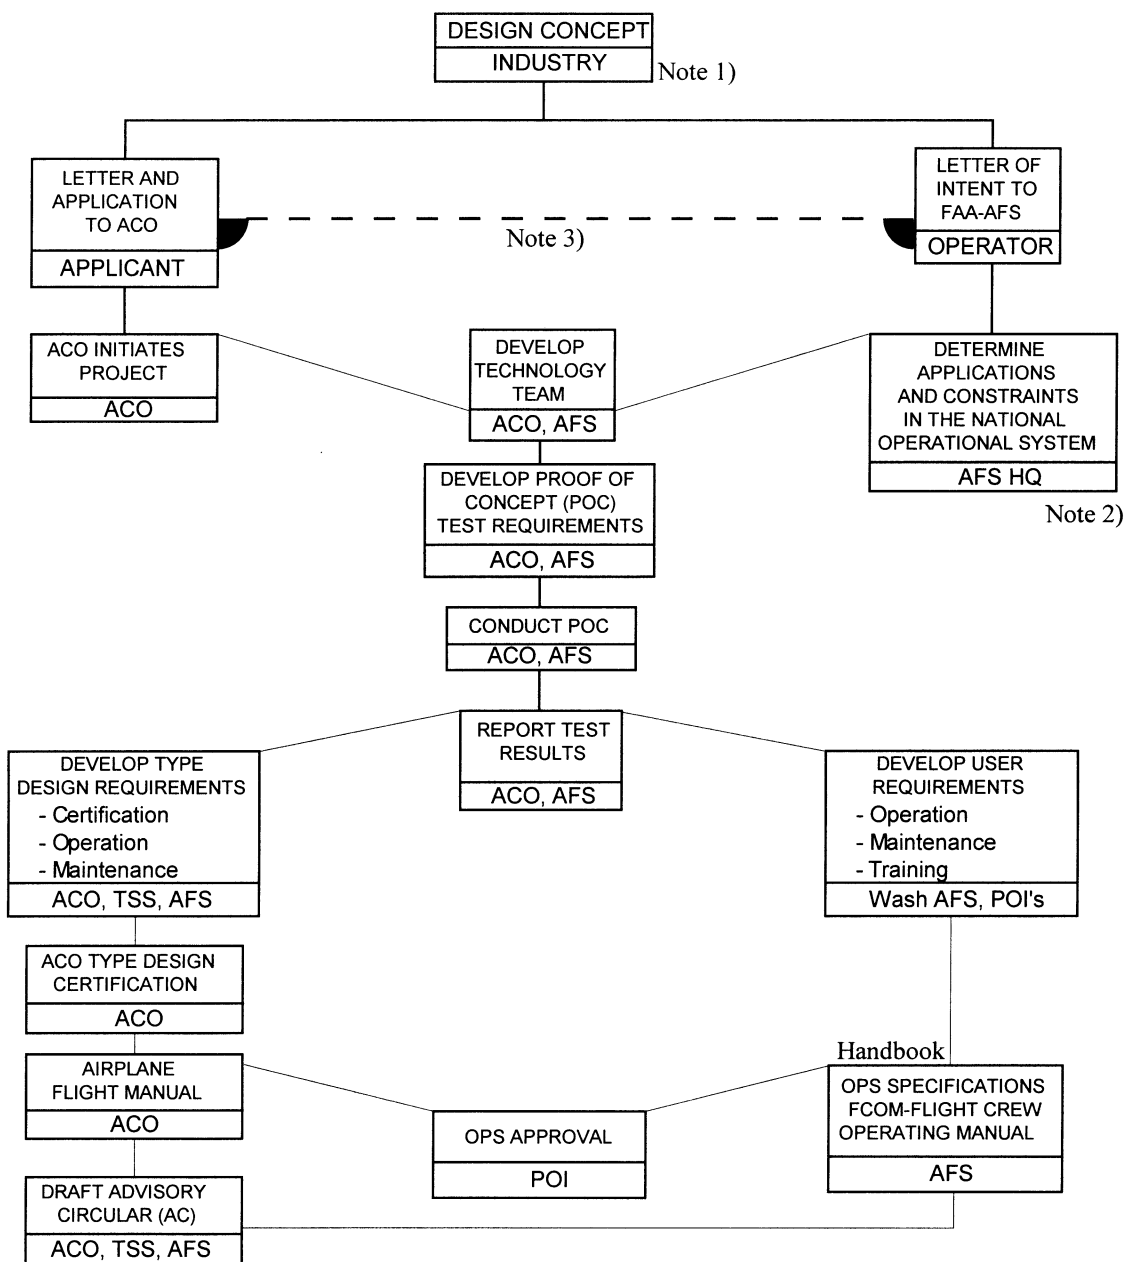 DESIGN CONCEPT
INDUSTRY
Note 1)
LETTER AND
APPLICATION
TO ACO
APPLICANT
Note 3)
LETTER OF
INTENT TO
FAA-AFS
OPERATOR
ACO INITIATES
PROJECT
ACO
DEVELOP
TECHNOLOGY
TEAM
ACO, AFS
DETERMINE
APPLICATIONS
AND CONSTRAINTS
IN THE NATIONAL
OPERATIONAL SYSTEM
AFS HQ
Note 2)
DEVELOP PROOF OF
CONCEPT (POC)
TEST REQUIREMENTS
ACO, AFS
CONDUCT POC
ACO, AFS
REPORT TEST
RESULTS
ACO, AFS
DEVELOP TYPE
DESIGN REQUIREMENTS
- Certification
- Operation
- Maintenance
ACO, TSS, AFS
DEVELOP USER
REQUIREMENTS
- Operation
- Maintenance
- Training
Wash AFS, POI's
ACO TYPE DESIGN
CERTIFICATION
ACO
AIRPLANE
FLIGHT MANUAL
ACO
Handbook
OPS SPECIFICATIONS
FCOM-FLIGHT CREW
OPERATING MANUAL
AFS
OPS APPROVAL
POI
DRAFT ADVISORY
CIRCULAR (AC)
ACO, TSS, AFS